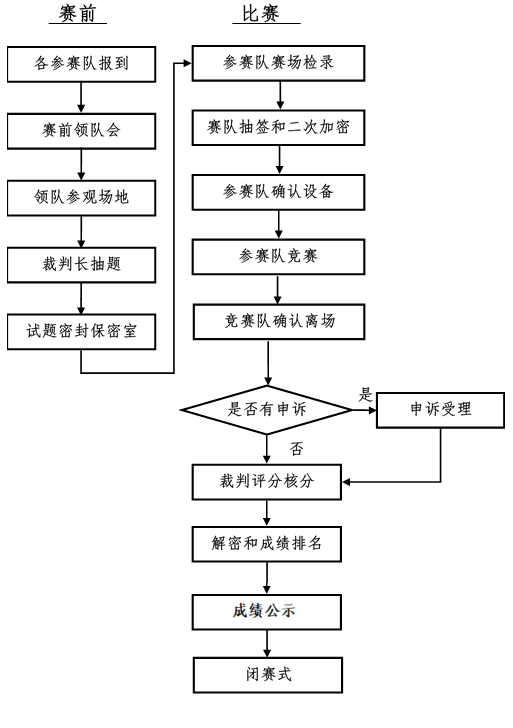 赛前
比赛
各参赛队报到
赛前领队会
领队参观场地
裁判长抽题
试题密封保密室
参赛队赛场检录
赛队抽签和二次加密
参赛队确认设备
参赛队竞赛
竞赛队确认离场
是否有申诉
是
申诉受理
否
裁判评分核分
解密和成绩排名
成绩公示
闭赛式